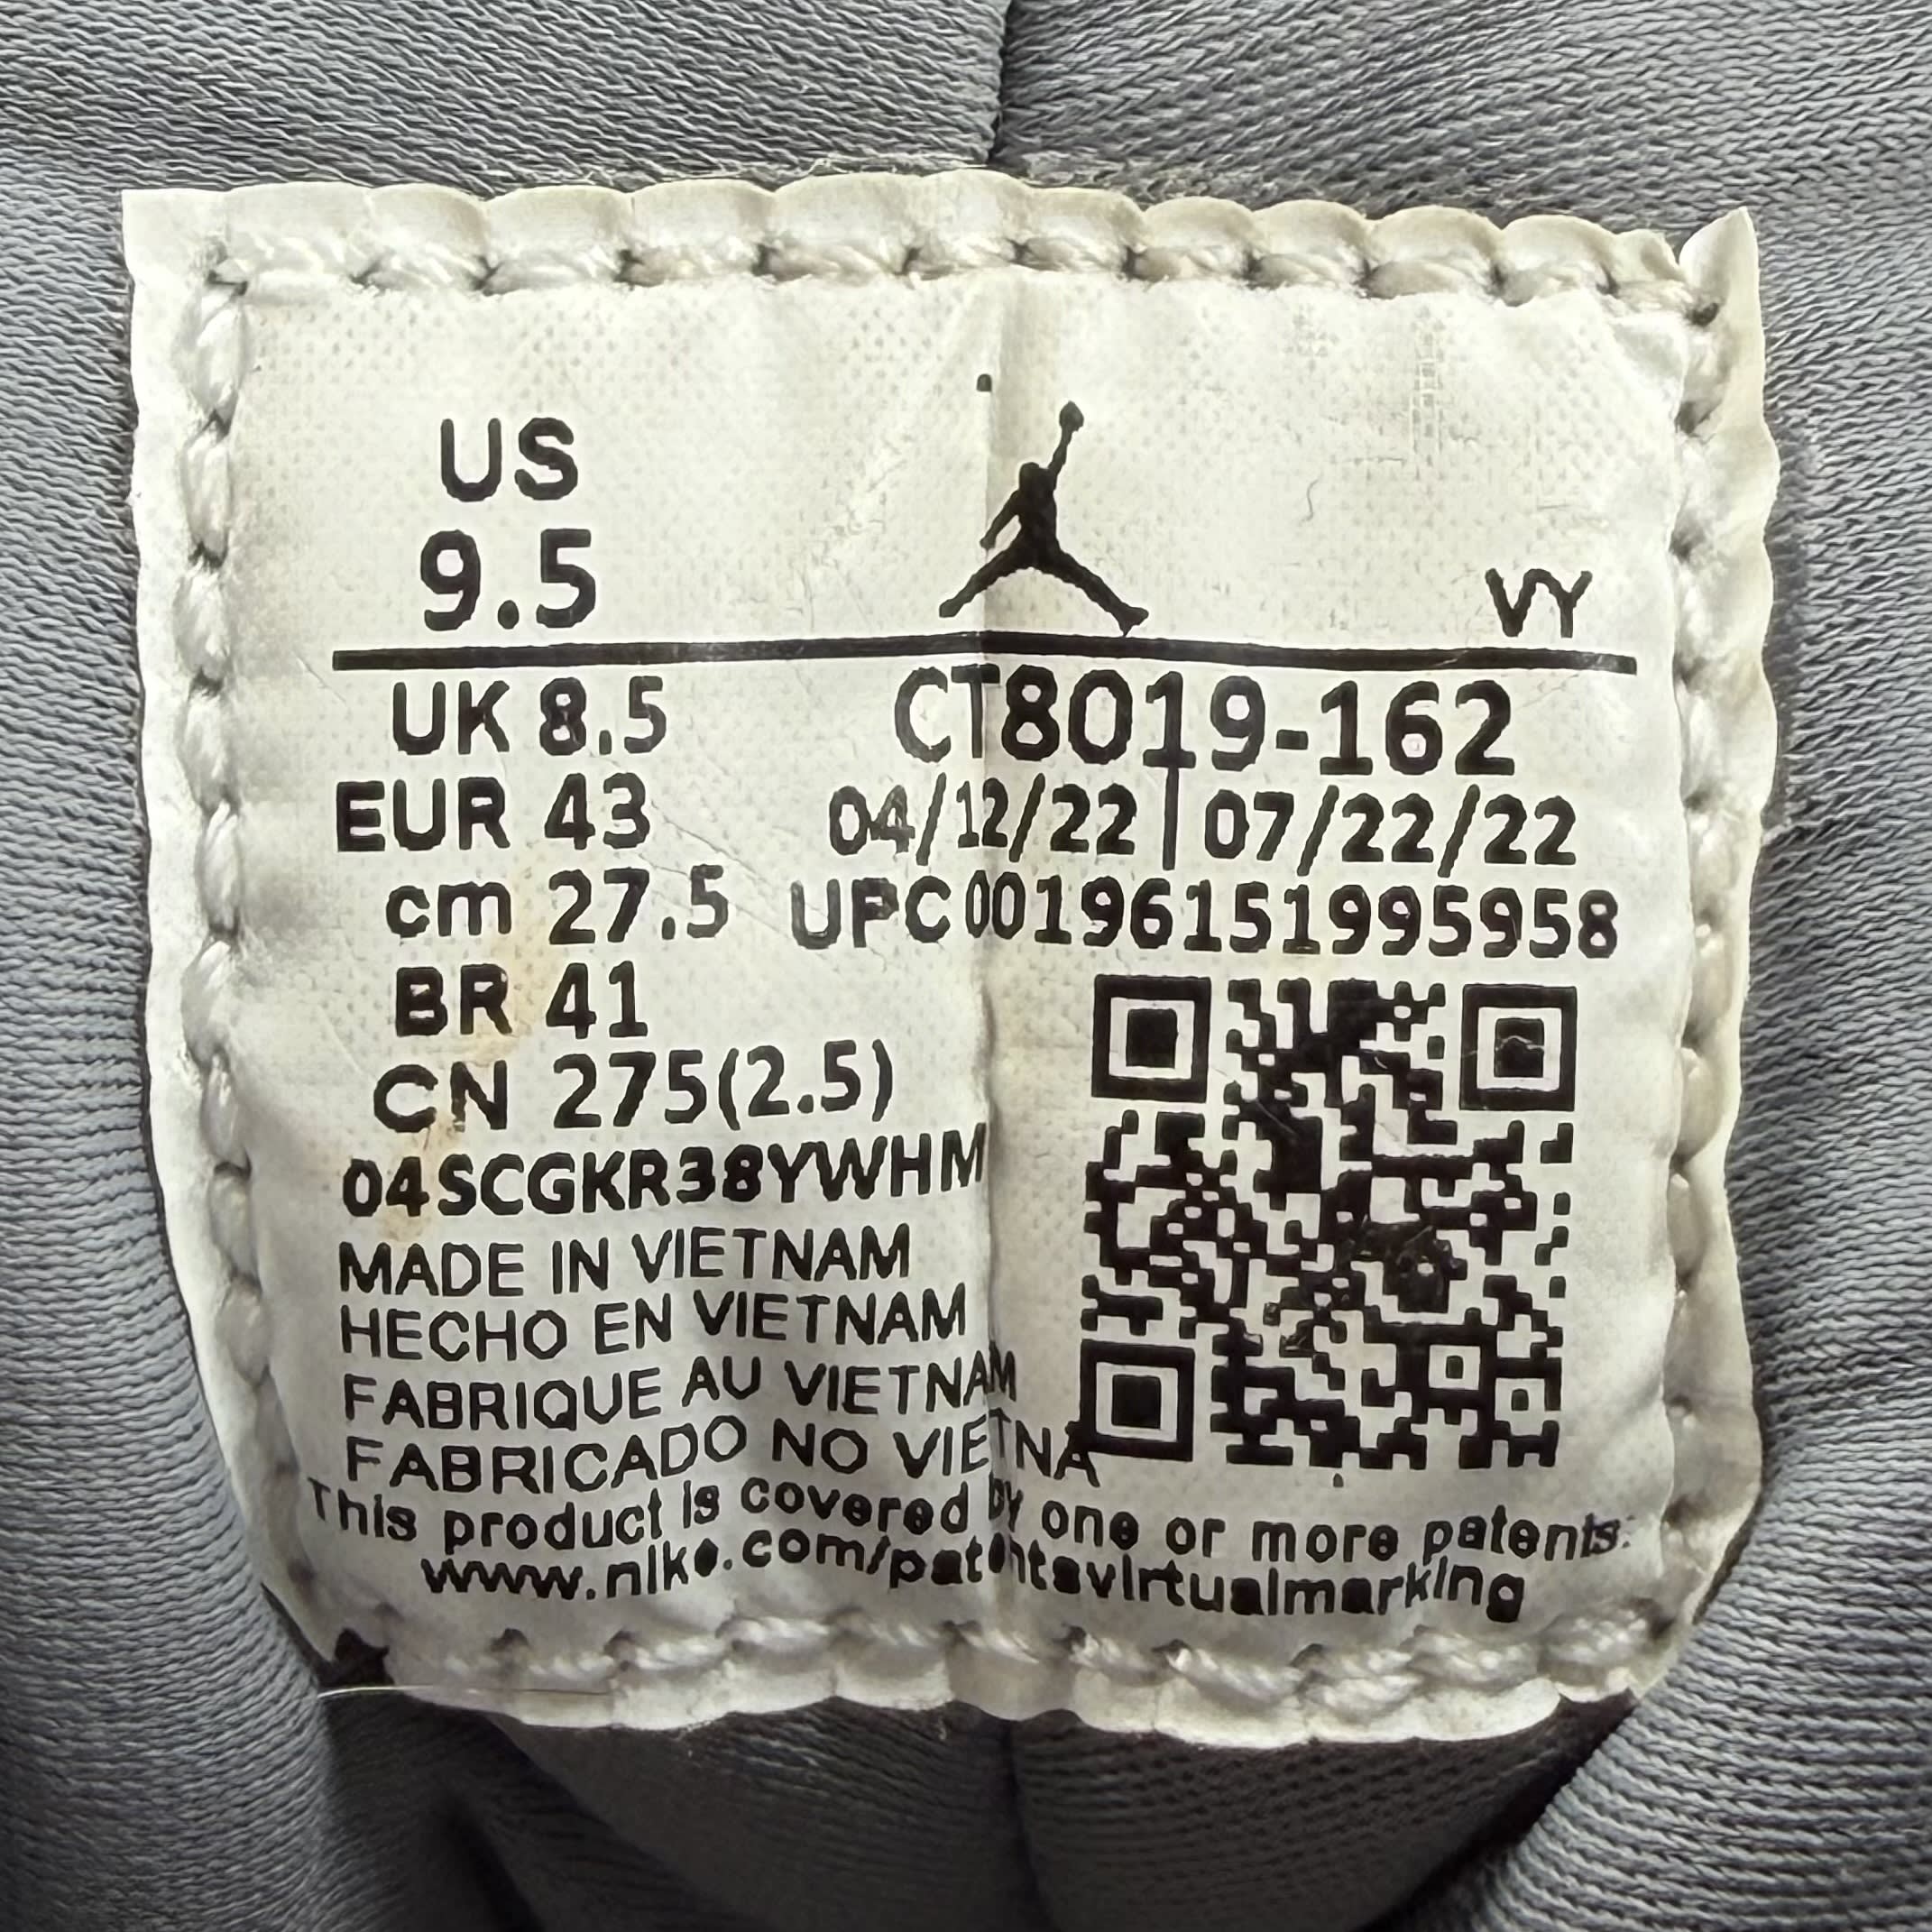 US
9.5
VY
UK 8.5
CT8019-162
EUR 43
04/12/22 | 07/22/22
cm 27.5
UPC001961519959​58
BR 41
CN 275(2.5)
04SCGKR38YWHM
MADE IN VIETNAM
HECHO EN VIETNAM
FABRIQUE AU VIETNAM
FABRICADO NO VIETNA
This product is covered by one or more patents:
www.nike.com/patentsvirtualmarking